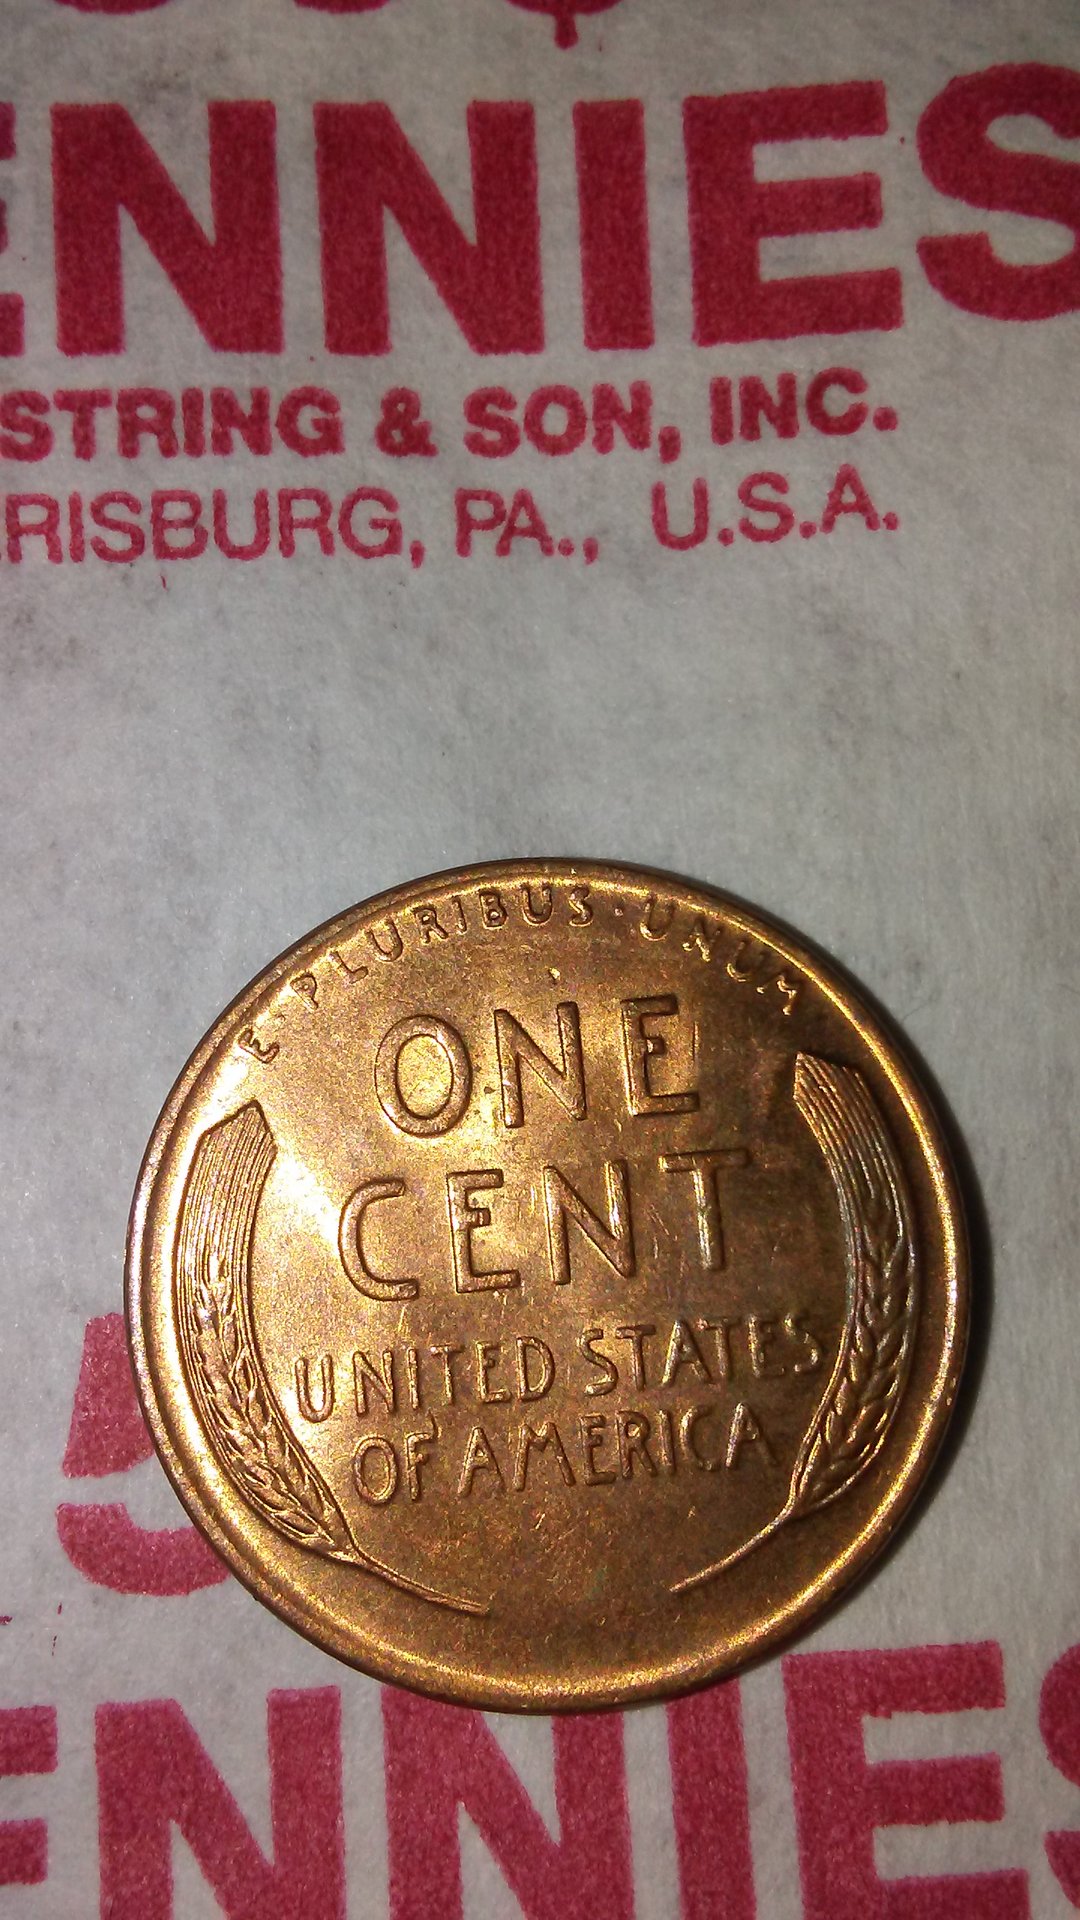 ENNIES
STRING & SON, INC.
RISBURG, PA., U.S.A.
E·PLURIBUS·UNUM
ONE
CENT
UNITED STATES
OF AMERICA
ENNIES